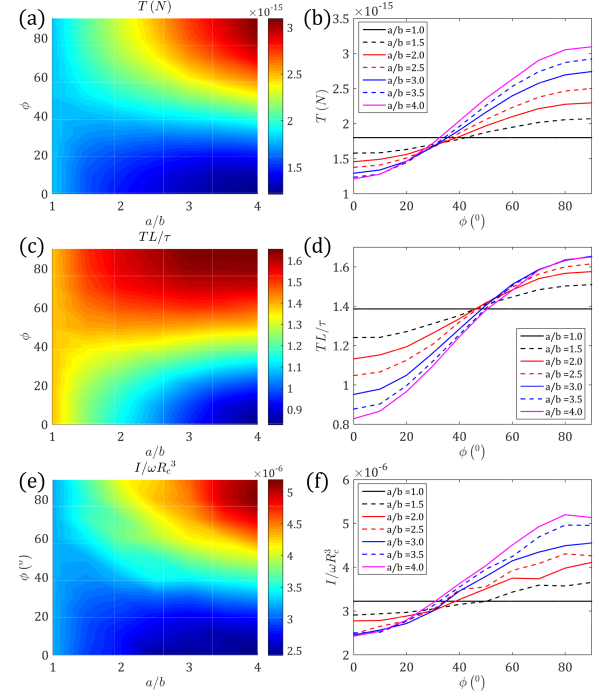 (a)
T (N)
×10⁻¹⁵
80
60
40
20
0
ϕ
1
2
3
4
a/b
3
2.5
2
1.5
(b)
×10⁻¹⁵
3.5
3
2.5
2
1.5
1
T (N)
a/b =1.0
a/b =1.5
a/b =2.0
a/b =2.5
a/b =3.0
a/b =3.5
a/b =4.0
0
20
40
60
80
ϕ (⁰)
(c)
TL/τ
80
60
40
20
0
ϕ
1
2
3
4
a/b
1.6
1.5
1.4
1.3
1.2
1.1
1
0.9
(d)
1.6
1.4
1.2
1
0.8
TL/τ
a/b =1.0
a/b =1.5
a/b =2.0
a/b =2.5
a/b =3.0
a/b =3.5
a/b =4.0
0
20
40
60
80
ϕ (⁰)
(e)
I/ωR_c³
×10⁻⁶
80
60
40
20
0
ϕ (⁰)
1
2
3
4
a/b
5
4.5
4
3.5
3
2.5
(f)
×10⁻⁶
6
5
4
3
2
I/ωR_c³
a/b =1.0
a/b =1.5
a/b =2.0
a/b =2.5
a/b =3.0
a/b =3.5
a/b =4.0
0
20
40
60
80
ϕ (⁰)